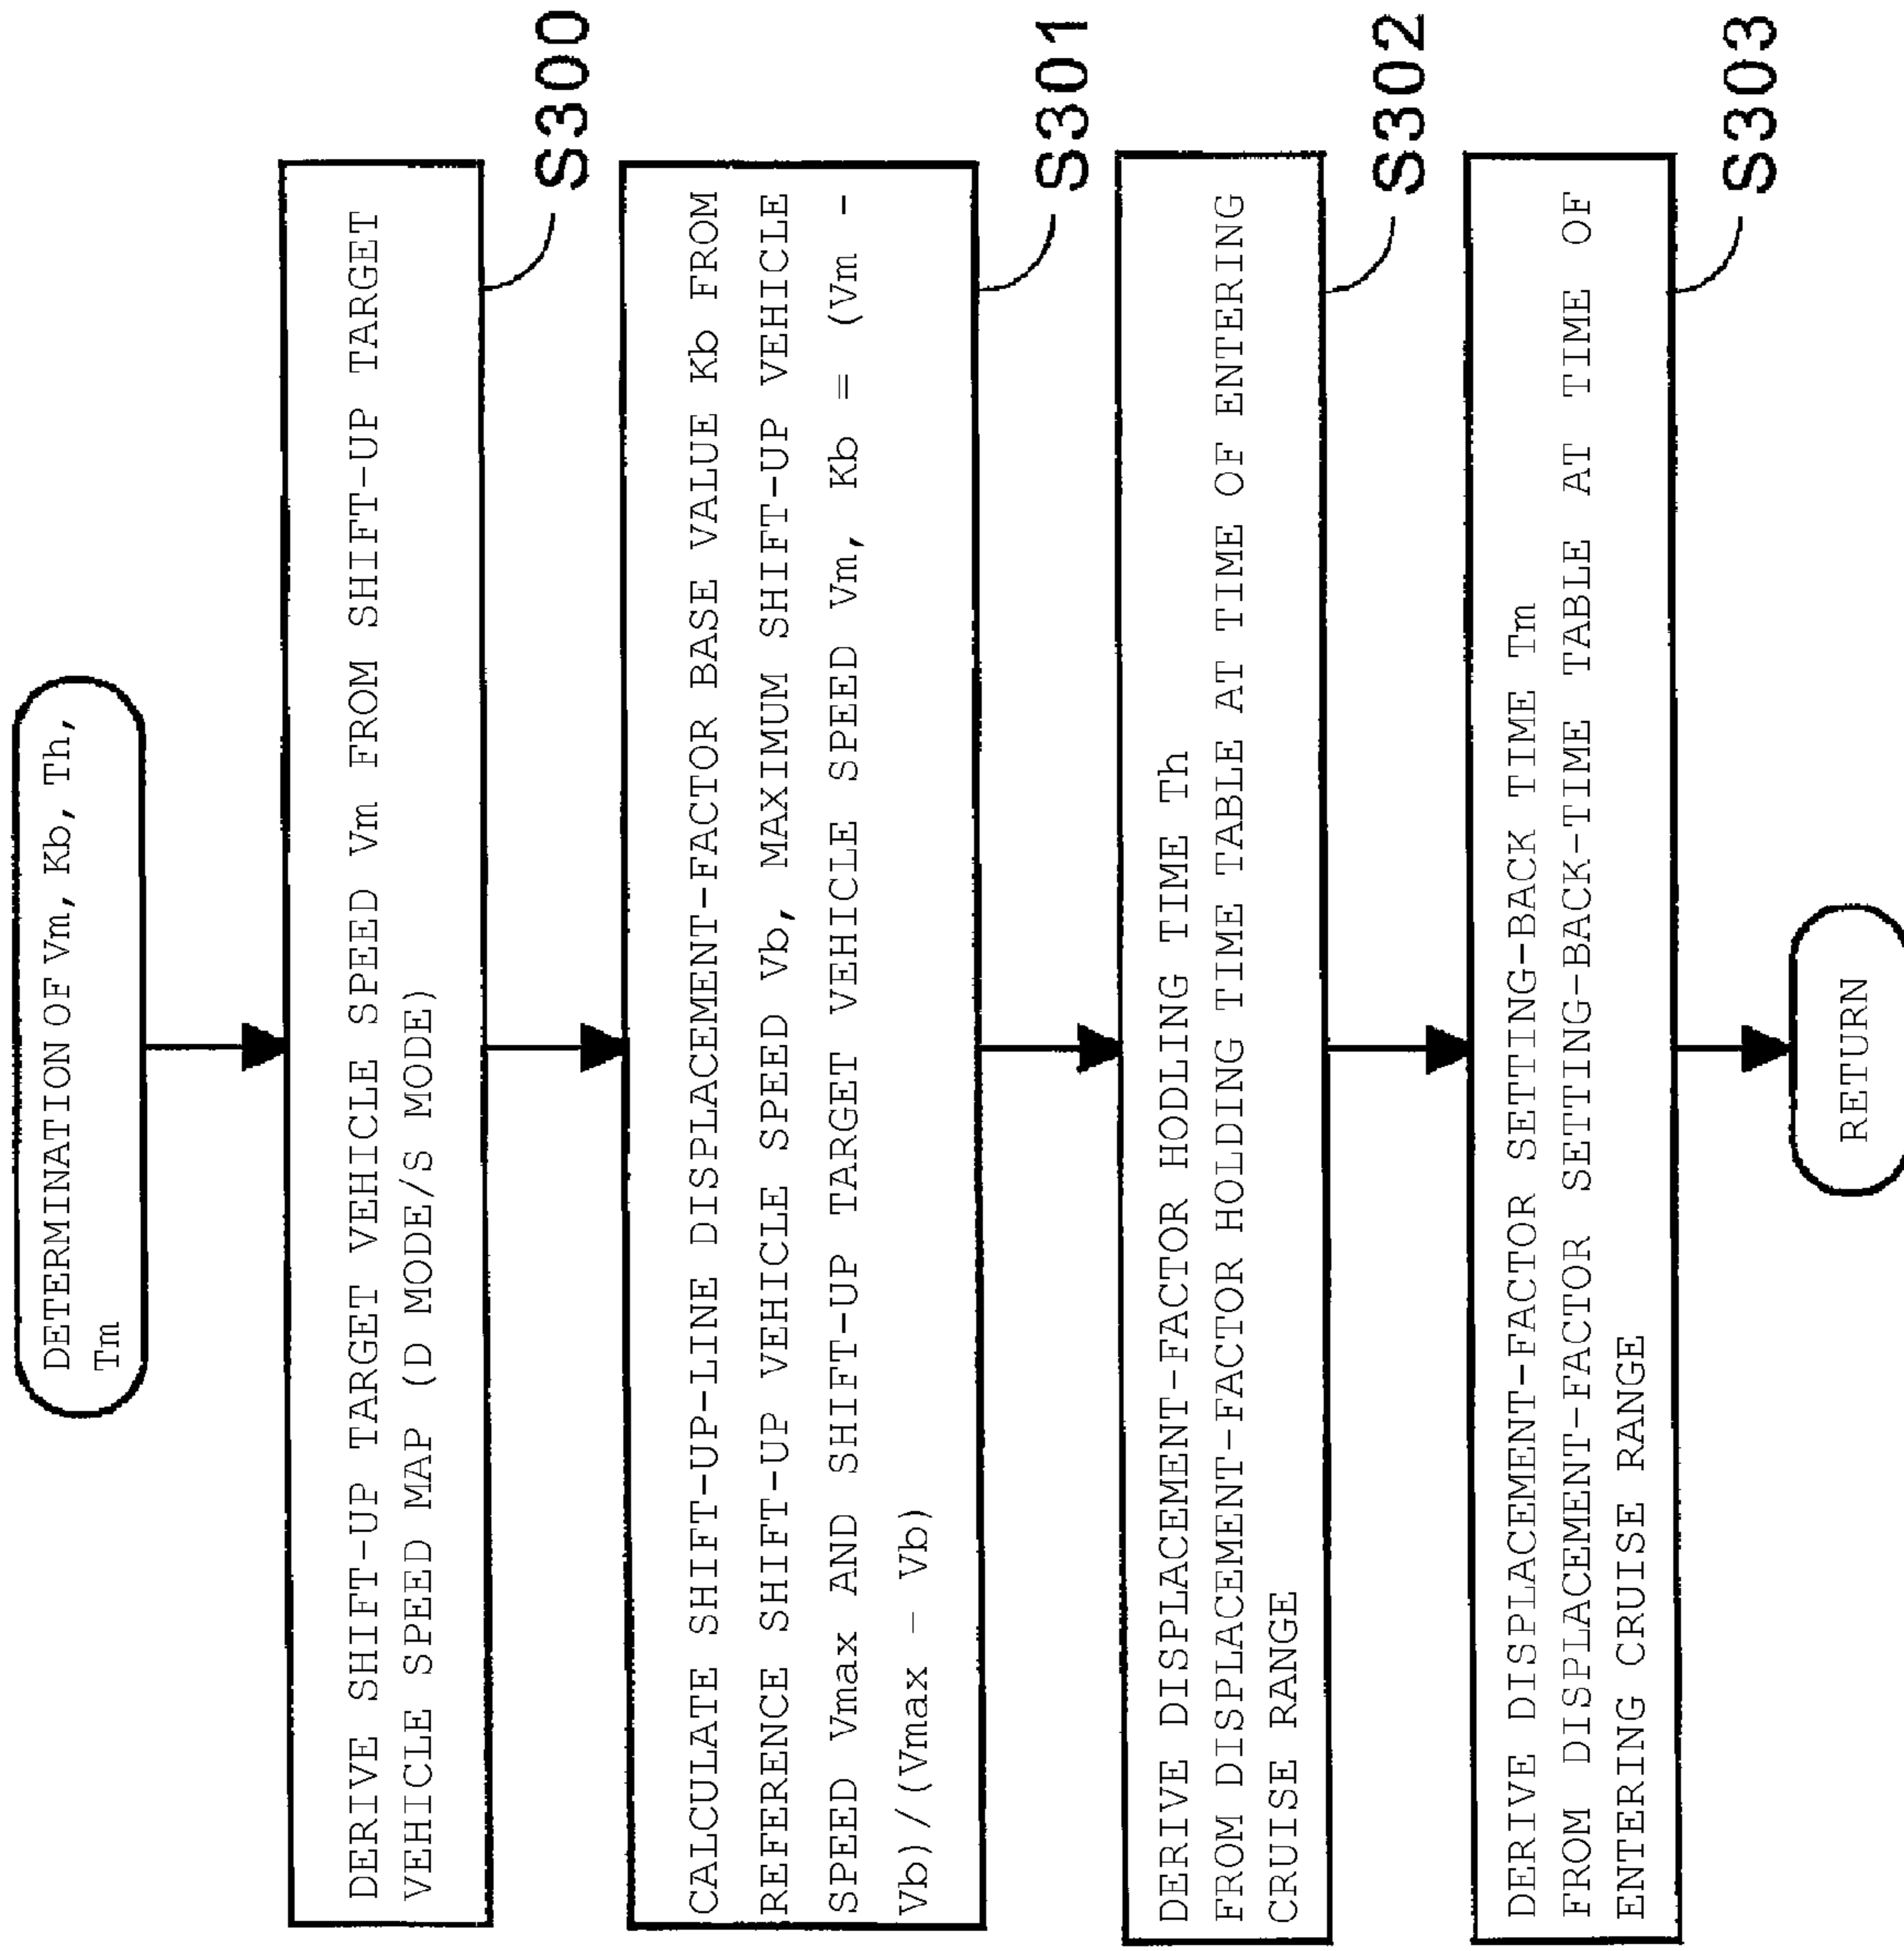 DETERMINATION OF Vm, Kb, Th,
Tm
DERIVE SHIFT-UP TARGET VEHICLE SPEED Vm FROM SHIFT-UP TARGET
VEHICLE SPEED MAP (D MODE/S MODE)
S300
CALCULATE SHIFT-UP-LINE DISPLACEMENT-FACTOR BASE VALUE Kb FROM
REFERENCE SHIFT-UP VEHICLE SPEED Vb, MAXIMUM SHIFT-UP VEHICLE
SPEED Vmax AND SHIFT-UP TARGET VEHICLE SPEED Vm, Kb = (Vm -
Vb)/(Vmax - Vb)
S301
DERIVE DISPLACEMENT-FACTOR HODLING TIME Th
FROM DISPLACEMENT-FACTOR HOLDING TIME TABLE AT TIME OF ENTERING
CRUISE RANGE
S302
DERIVE DISPLACEMENT-FACTOR SETTING-BACK TIME Tm
FROM DISPLACEMENT-FACTOR SETTING-BACK-TIME TABLE AT TIME OF
ENTERING CRUISE RANGE
S303
RETURN